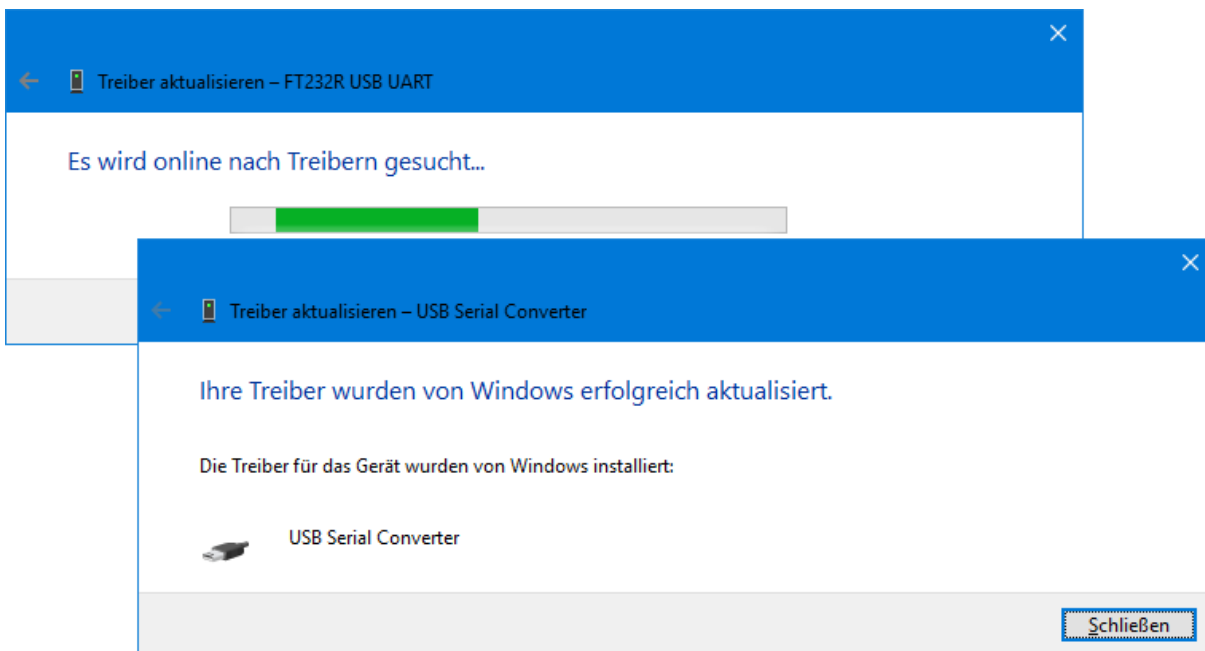 Treiber aktualisieren – FT232R USB UART
Es wird online nach Treibern gesucht...
Treiber aktualisieren – USB Serial Converter
Ihre Treiber wurden von Windows erfolgreich aktualisiert.
Die Treiber für das Gerät wurden von Windows installiert:
USB Serial Converter
Schließen